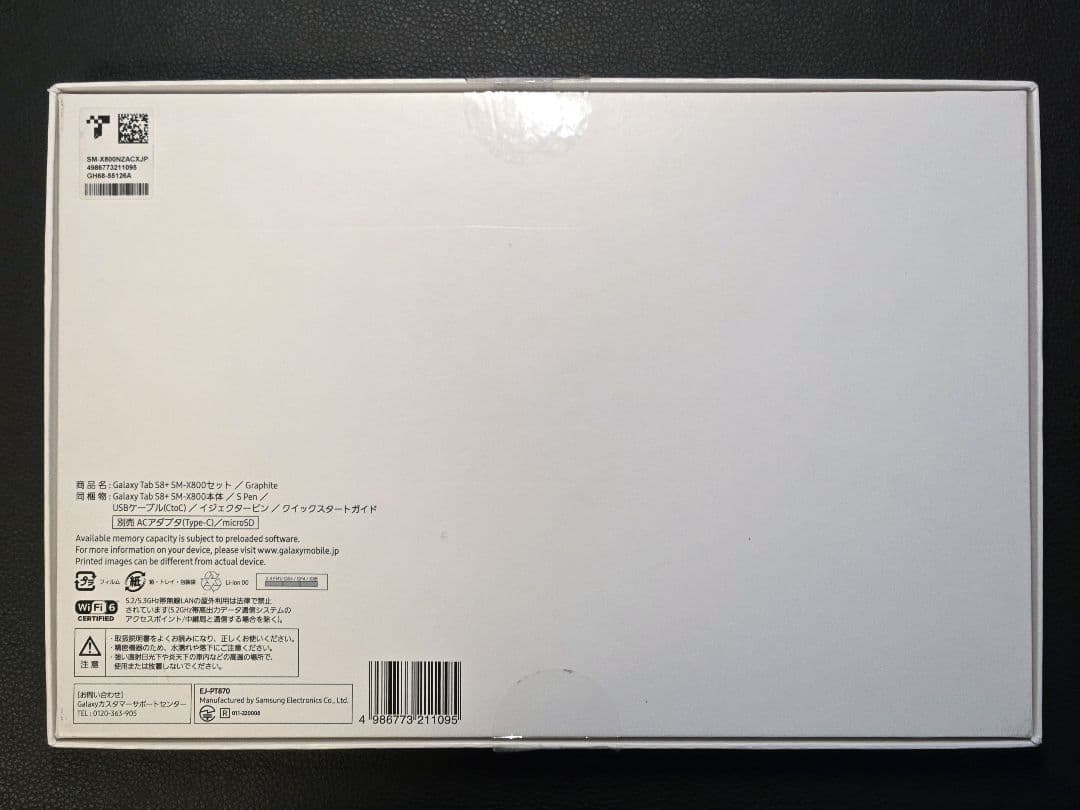 SM-X800NZACXJP
4986773211095
GH68-55126A
商品名：Galaxy Tab S8+ SM-X800セット ／ Graphite
同梱物：Galaxy Tab S8+ SM-X800本体 ／ S Pen ／
USBケーブル(CtoC) ／ イジェクターピン ／ クイックスタートガイド
別売 ACアダプタ(Type-C)／microSD
Available memory capacity is subject to preloaded software.
For more information on your device, please visit www.galaxymobile.jp
Printed images can be different from actual device.
プラ フィルム 紙 箱・トレイ・包装袋 Li-ion 00
Wi Fi 6 CERTIFIED
5.2/5.3GHz帯無線LANの屋外利用は法律で禁止
されています(5.2GHz帯高出力データ通信システムの
アクセスポイント/中継局と通信する場合を除く)。
注意
・取扱説明書をよくお読みになり、正しくお使いください。
・精密機器のため、水濡れや落下にご注意ください。
・強い直射日光下や炎天下の車内などの高温の場所で、
使用または放置しないでください。
[お問い合わせ]
Galaxyカスタマーサポートセンター
TEL：0120-363-905
EJ-PT870
Manufactured by Samsung Electronics Co., Ltd.
R 011-220008
4 986773 211095